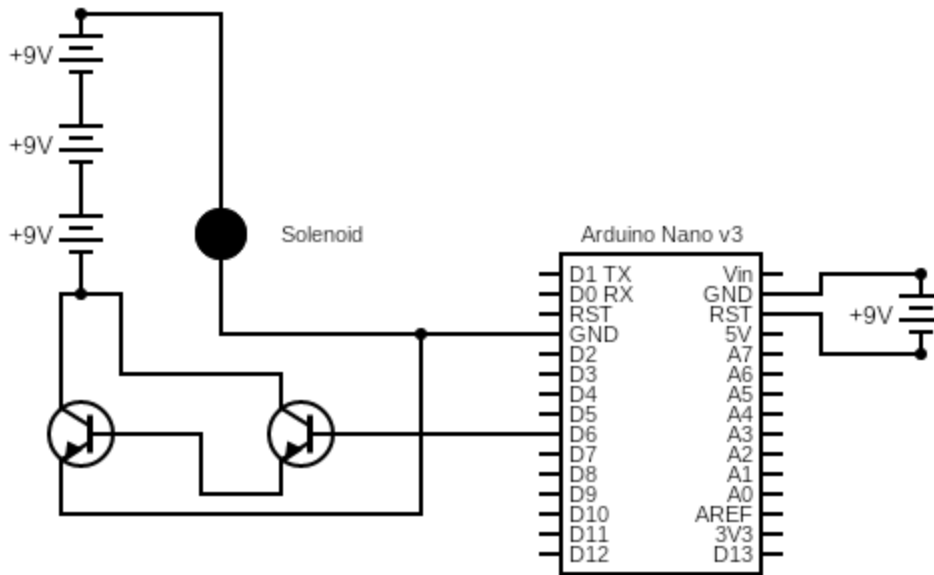 +9V
+9V
+9V
Solenoid
Arduino Nano v3
D1 TX
D0 RX
RST
GND
D2
D3
D4
D5
D6
D7
D8
D9
D10
D11
D12
Vin
GND
RST
5V
A7
A6
A5
A4
A3
A2
A1
A0
AREF
3V3
D13
+9V